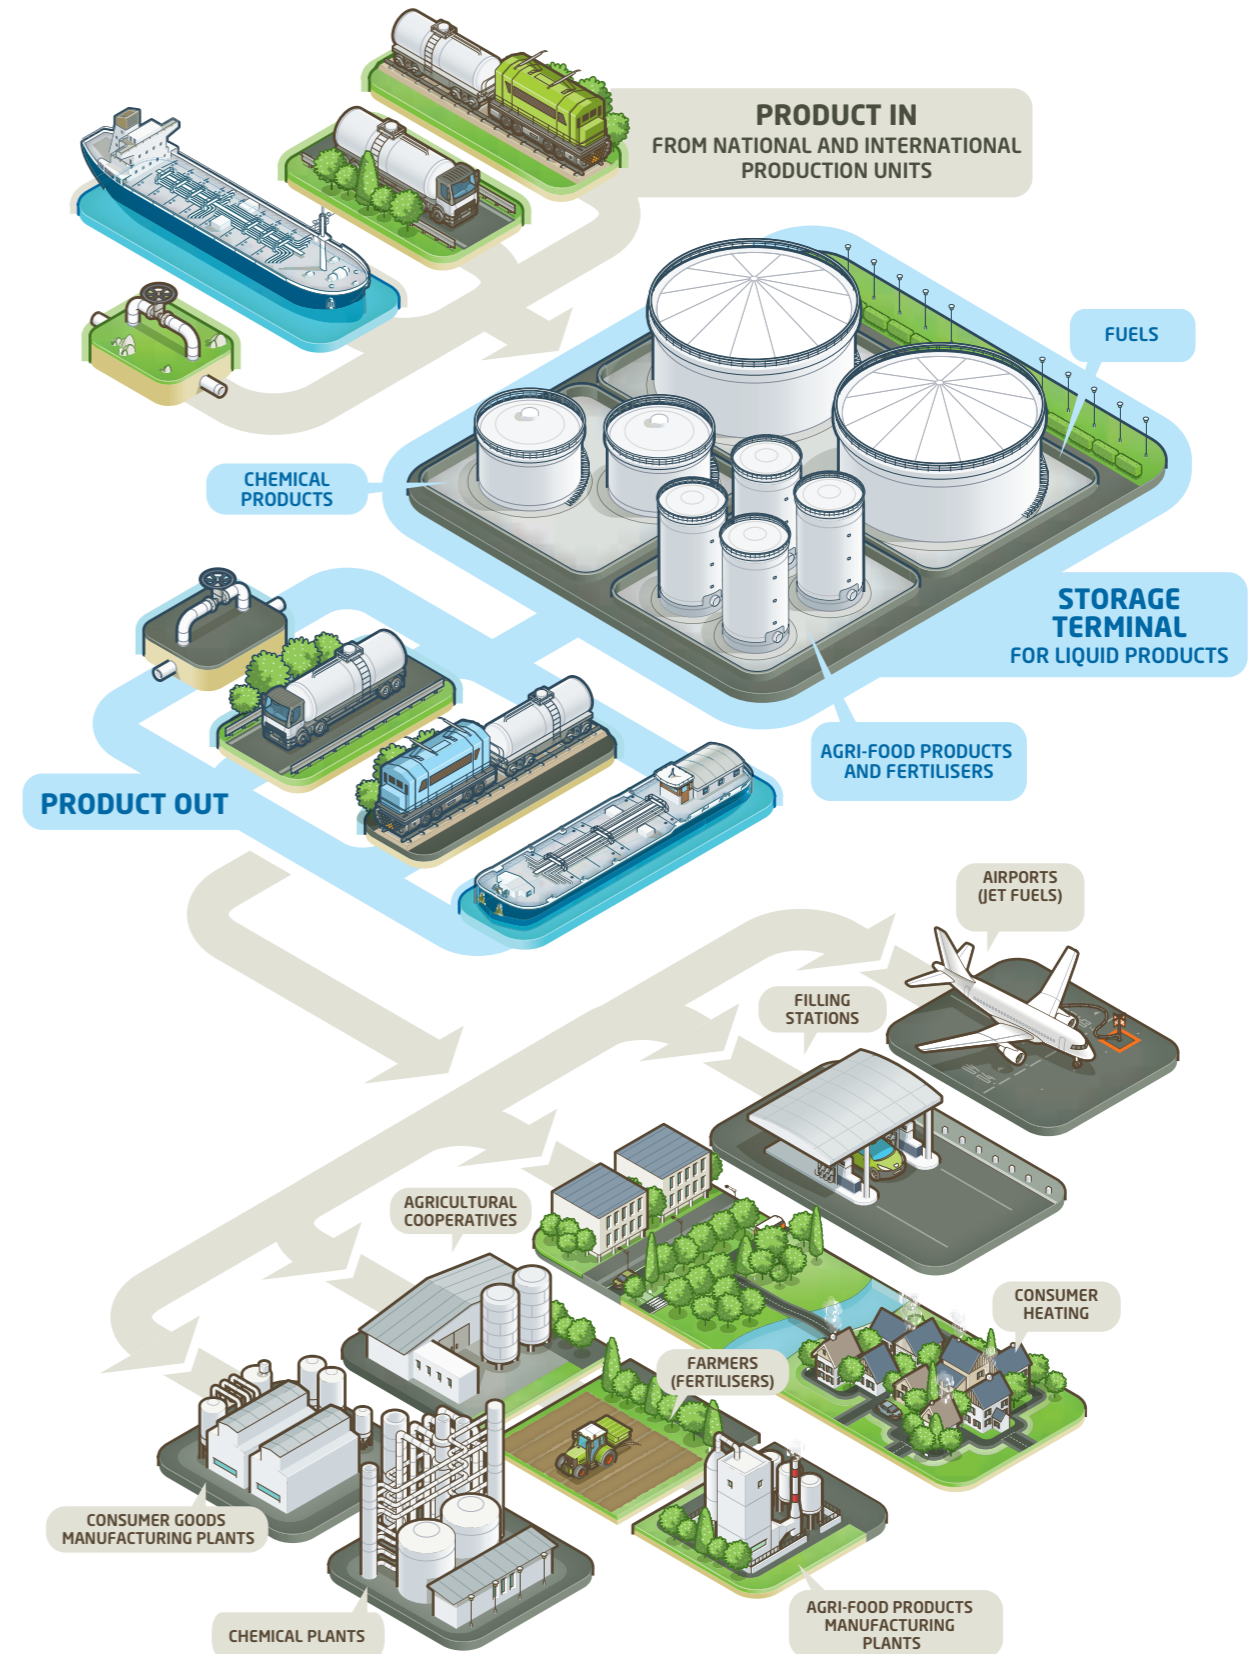 PRODUCT IN
FROM NATIONAL AND INTERNATIONAL
PRODUCTION UNITS
FUELS
CHEMICAL
PRODUCTS
STORAGE
TERMINAL
FOR LIQUID PRODUCTS
AGRI-FOOD PRODUCTS
AND FERTILISERS
PRODUCT OUT
AIRPORTS
(JET FUELS)
FILLING
STATIONS
AGRICULTURAL
COOPERATIVES
CONSUMER
HEATING
FARMERS
(FERTILISERS)
CONSUMER GOODS
MANUFACTURING PLANTS
CHEMICAL PLANTS
AGRI-FOOD PRODUCTS
MANUFACTURING
PLANTS